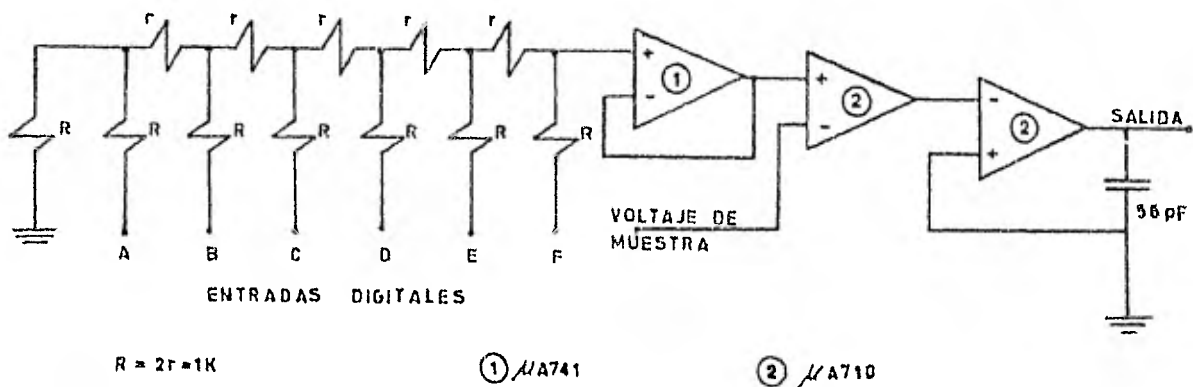 r r r r r
R R R R R R R
+ - 1
+ - 2
- + 2
SALIDA
56 pF
VOLTAJE DE
MUESTRA
A B C D E F
ENTRADAS DIGITALES
R = 2r = 1K
1 μA741
2 μA710